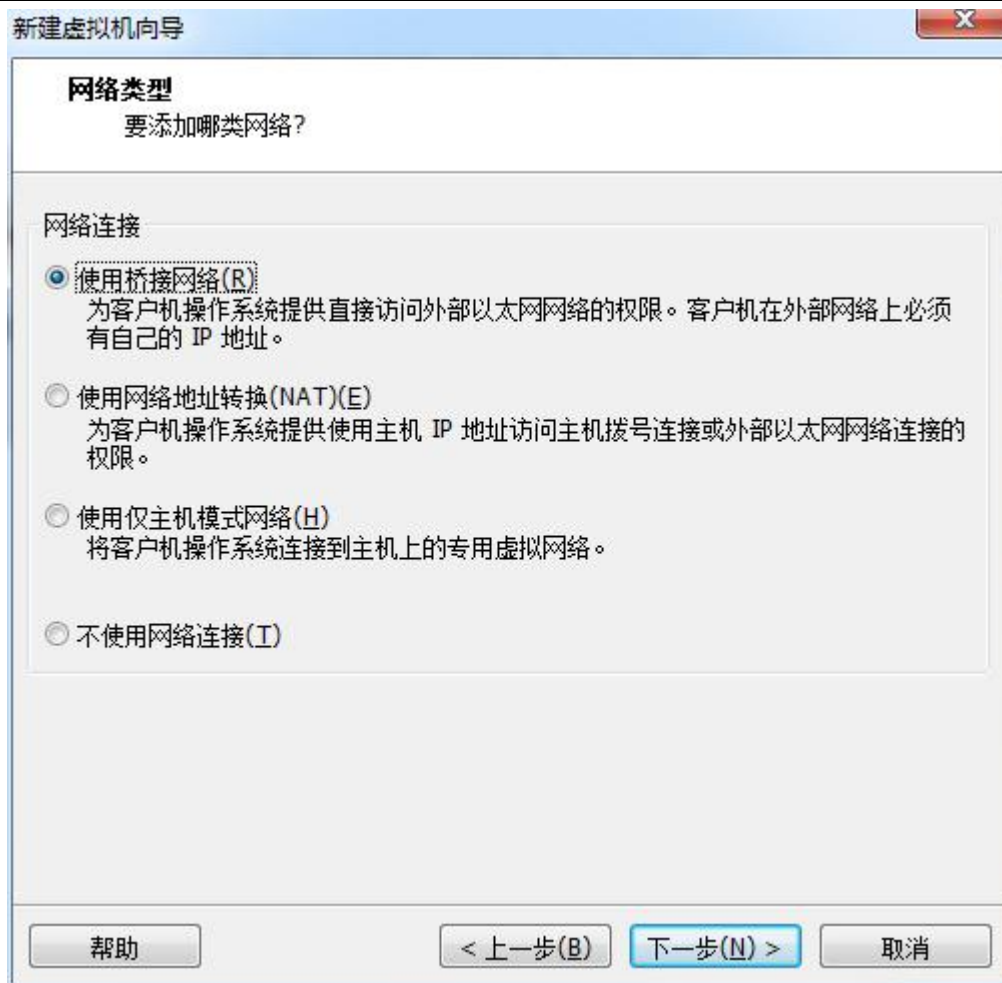 新建虚拟机向导
X
网络类型
要添加哪类网络?
网络连接
使用桥接网络(R)
为客户机操作系统提供直接访问外部以太网网络的权限。客户机在外部网络上必须
有自己的 IP 地址。
使用网络地址转换(NAT)(E)
为客户机操作系统提供使用主机 IP 地址访问主机拨号连接或外部以太网网络连接的
权限。
使用仅主机模式网络(H)
将客户机操作系统连接到主机上的专用虚拟网络。
不使用网络连接(T)
帮助
< 上一步(B)
下一步(N) >
取消